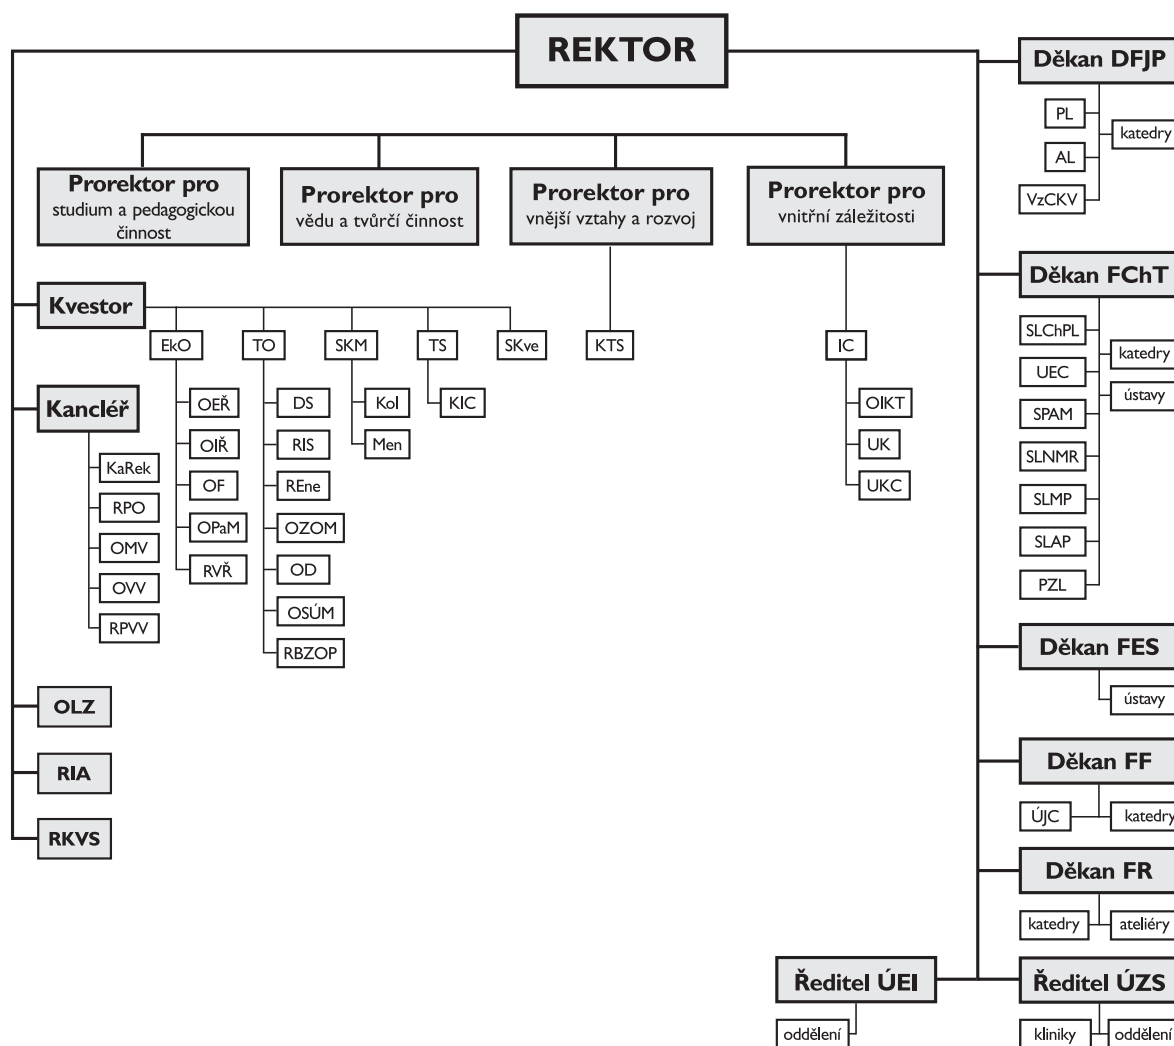 REKTOR
Prorektor pro
studium a pedagogickou
činnost
Prorektor pro
vědu a tvůrčí činnost
Prorektor pro
vnější vztahy a rozvoj
Prorektor pro
vnitřní záležitosti
KTS
IC
OIKT
UK
UKC
Kvestor
EkO
OEŘ
OIŘ
OF
OPaM
RVŘ
TO
DS
RIS
REne
OZOM
OD
OSÚM
RBZOP
SKM
Kol
Men
TS
KIC
SKve
Kancléř
KaRek
RPO
OMV
OVV
RPVV
OLZ
RIA
RKVS
Děkan DFJP
PL
katedry
AL
VzCKV
Děkan FChT
SLChPL
katedry
UEC
ústavy
SPAM
SLNMR
SLMP
SLAP
PZL
Děkan FES
ústavy
Děkan FF
ÚJC
katedry
Děkan FR
katedry
ateliéry
Ředitel ÚEI
oddělení
Ředitel ÚZS
kliniky
oddělení